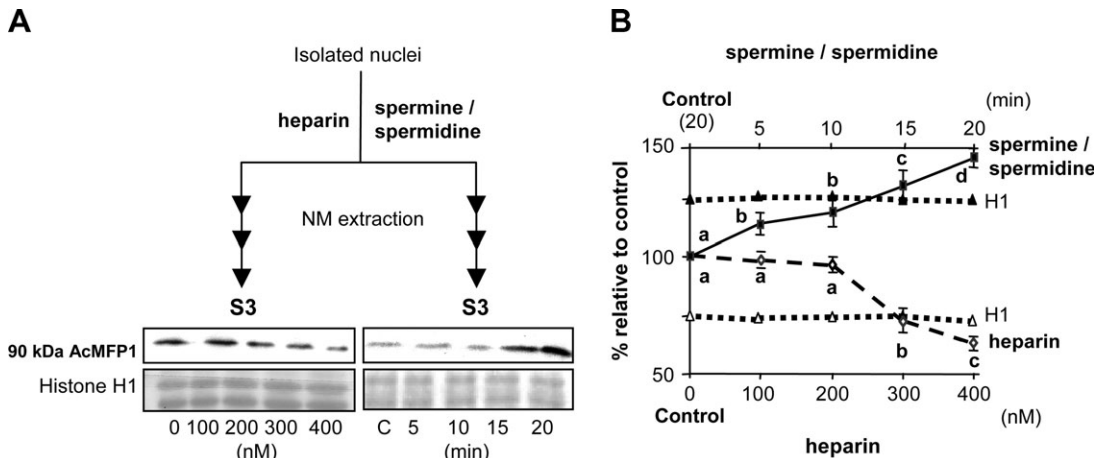 A
Isolated nuclei
heparin
spermine /
spermidine
NM extraction
S3 S3
90 kDa AcMFP1
Histone H1
0 100 200 300 400
(nM)
C 5 10 15 20
(min)
B
spermine / spermidine
Control
(20) 5 10 15 20 (min)
150
100
50
% relative to control
spermine /
spermidine
a b b c d
H1
a a a b c
H1
heparin
0 100 200 300 400 (nM)
Control
heparin